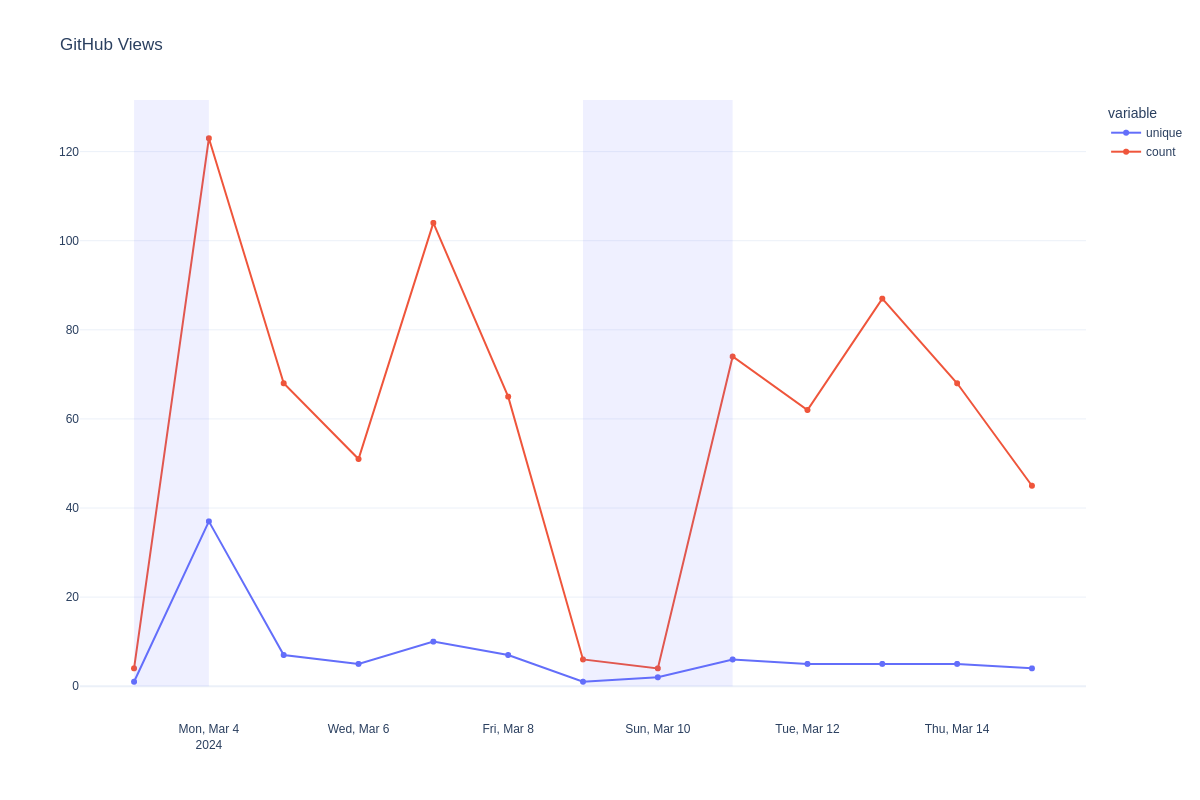 GitHub Views
variable
unique
count
120
100
80
60
40
20
0
Mon, Mar 4
2024
Wed, Mar 6
Fri, Mar 8
Sun, Mar 10
Tue, Mar 12
Thu, Mar 14